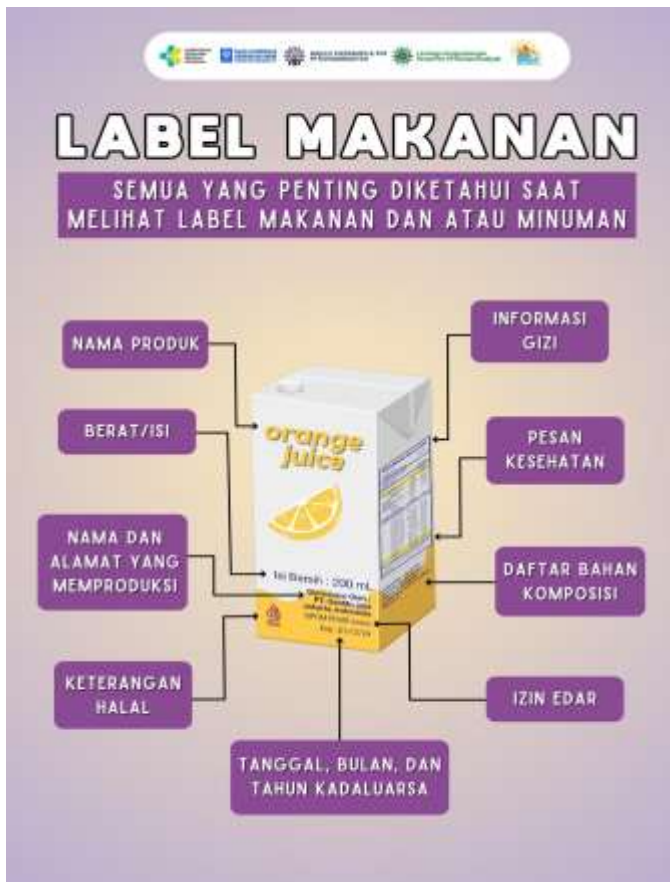 LABEL MAKANAN
SEMUA YANG PENTING DIKETAHUI SAAT
MELIHAT LABEL MAKANAN DAN ATAU MINUMAN
NAMA PRODUK
INFORMASI
GIZI
BERAT/ISI
PESAN
KESEHATAN
NAMA DAN
ALAMAT YANG
MEMPRODUKSI
DAFTAR BAHAN
KOMPOSISI
KETERANGAN
HALAL
IZIN EDAR
TANGGAL, BULAN, DAN
TAHUN KADALUARSA
orange
juice
Isi Bersih : 200 mL